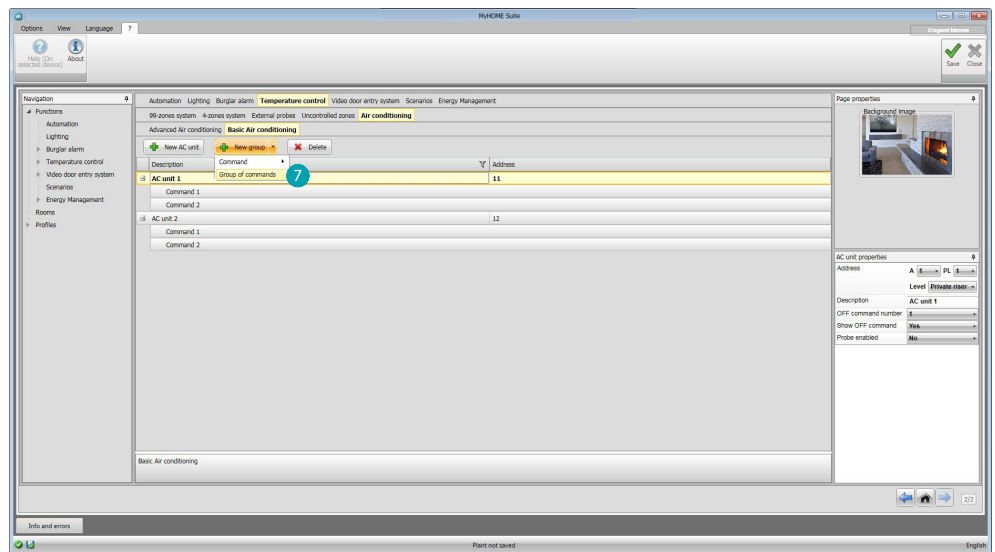 MyHOME Suite
Options View Language ?
Help (On selected device) About
Save Close
Navigation
Functions
Automation
Lighting
Burglar alarm
Temperature control
Video door entry system
Scenarios
Energy Management
Rooms
Profiles
Automation Lighting Burglar alarm Temperature control Video door entry system Scenarios Energy Management
99-zones system 4-zones system External probes Uncontrolled zones Air conditioning
Advanced Air conditioning Basic Air conditioning
New AC unit New group Delete
Command
Group of commands
7
Description Address
AC unit 1 11
Command 1
Command 2
AC unit 2 12
Command 1
Command 2
Basic Air conditioning
Page properties
Background image
AC unit properties
Address A 1 PL 1
Level Private riser
Description AC unit 1
OFF command number 1
Show OFF command Yes
Probe enabled No
2/2
Info and errors
Plant not saved English